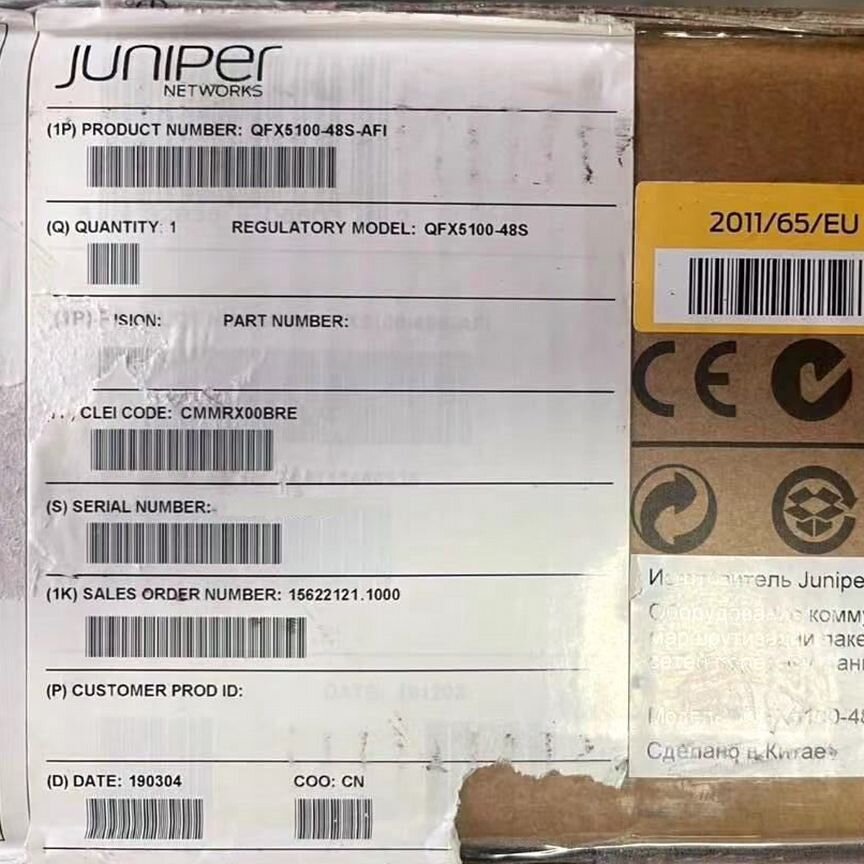 JUNIPER
NETWORKS
(1P) PRODUCT NUMBER: QFX5100-48S-AFI
(Q) QUANTITY: 1 REGULATORY MODEL: QFX5100-48S
PART NUMBER:
CLEI CODE: CMMRX00BRE
(S) SERIAL NUMBER:
(1K) SALES ORDER NUMBER: 15622121.1000
(P) CUSTOMER PROD ID:
(D) DATE: 190304 COO: CN
2011/65/EU
CE
Juniper
Сделано в Китае